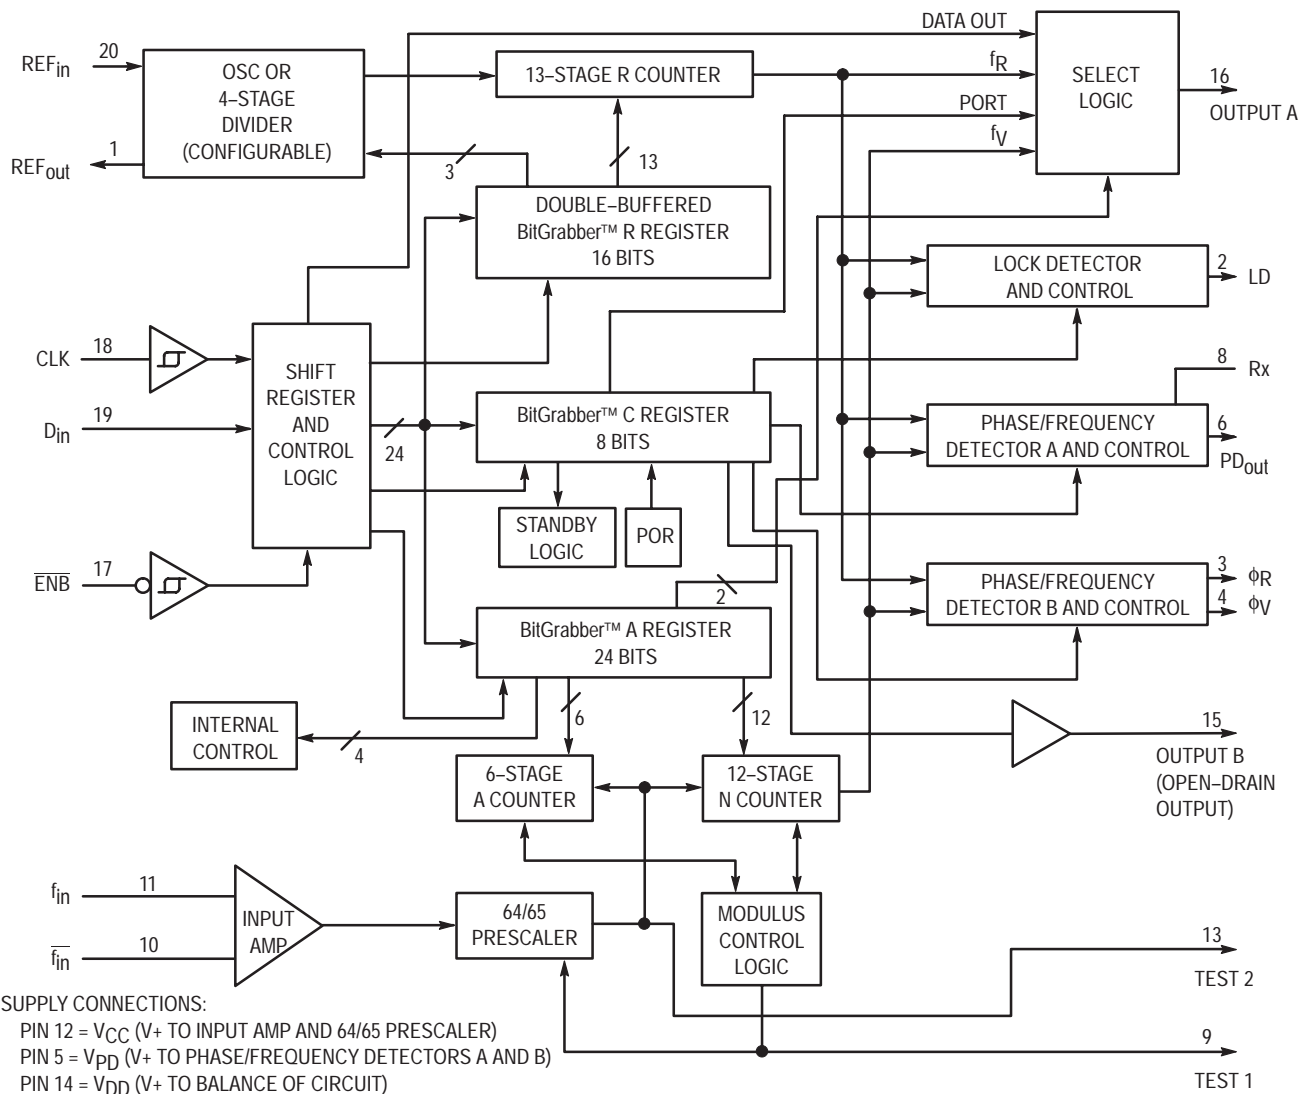 DATA OUT
20
REFin
OSC OR
4–STAGE
DIVIDER
(CONFIGURABLE)
13–STAGE R COUNTER
fR
SELECT
LOGIC
16
OUTPUT A
PORT
fV
1
REFout
3
13
DOUBLE–BUFFERED
BitGrabber™ R REGISTER
16 BITS
LOCK DETECTOR
AND CONTROL
2
LD
CLK
18
SHIFT
REGISTER
AND
CONTROL
LOGIC
8
Rx
Din
19
24
BitGrabber™ C REGISTER
8 BITS
PHASE/FREQUENCY
DETECTOR A AND CONTROL
6
PDout
STANDBY
LOGIC
POR
ENB
17
2
PHASE/FREQUENCY
DETECTOR B AND CONTROL
3
ϕR
4
ϕV
BitGrabber™ A REGISTER
24 BITS
INTERNAL
CONTROL
4
6
12
15
OUTPUT B
(OPEN–DRAIN
OUTPUT)
6–STAGE
A COUNTER
12–STAGE
N COUNTER
fin
11
INPUT
AMP
64/65
PRESCALER
MODULUS
CONTROL
LOGIC
fin
10
13
TEST 2
SUPPLY CONNECTIONS:
PIN 12 = VCC (V+ TO INPUT AMP AND 64/65 PRESCALER)
PIN 5 = VPD (V+ TO PHASE/FREQUENCY DETECTORS A AND B)
PIN 14 = VDD (V+ TO BALANCE OF CIRCUIT)
9
TEST 1